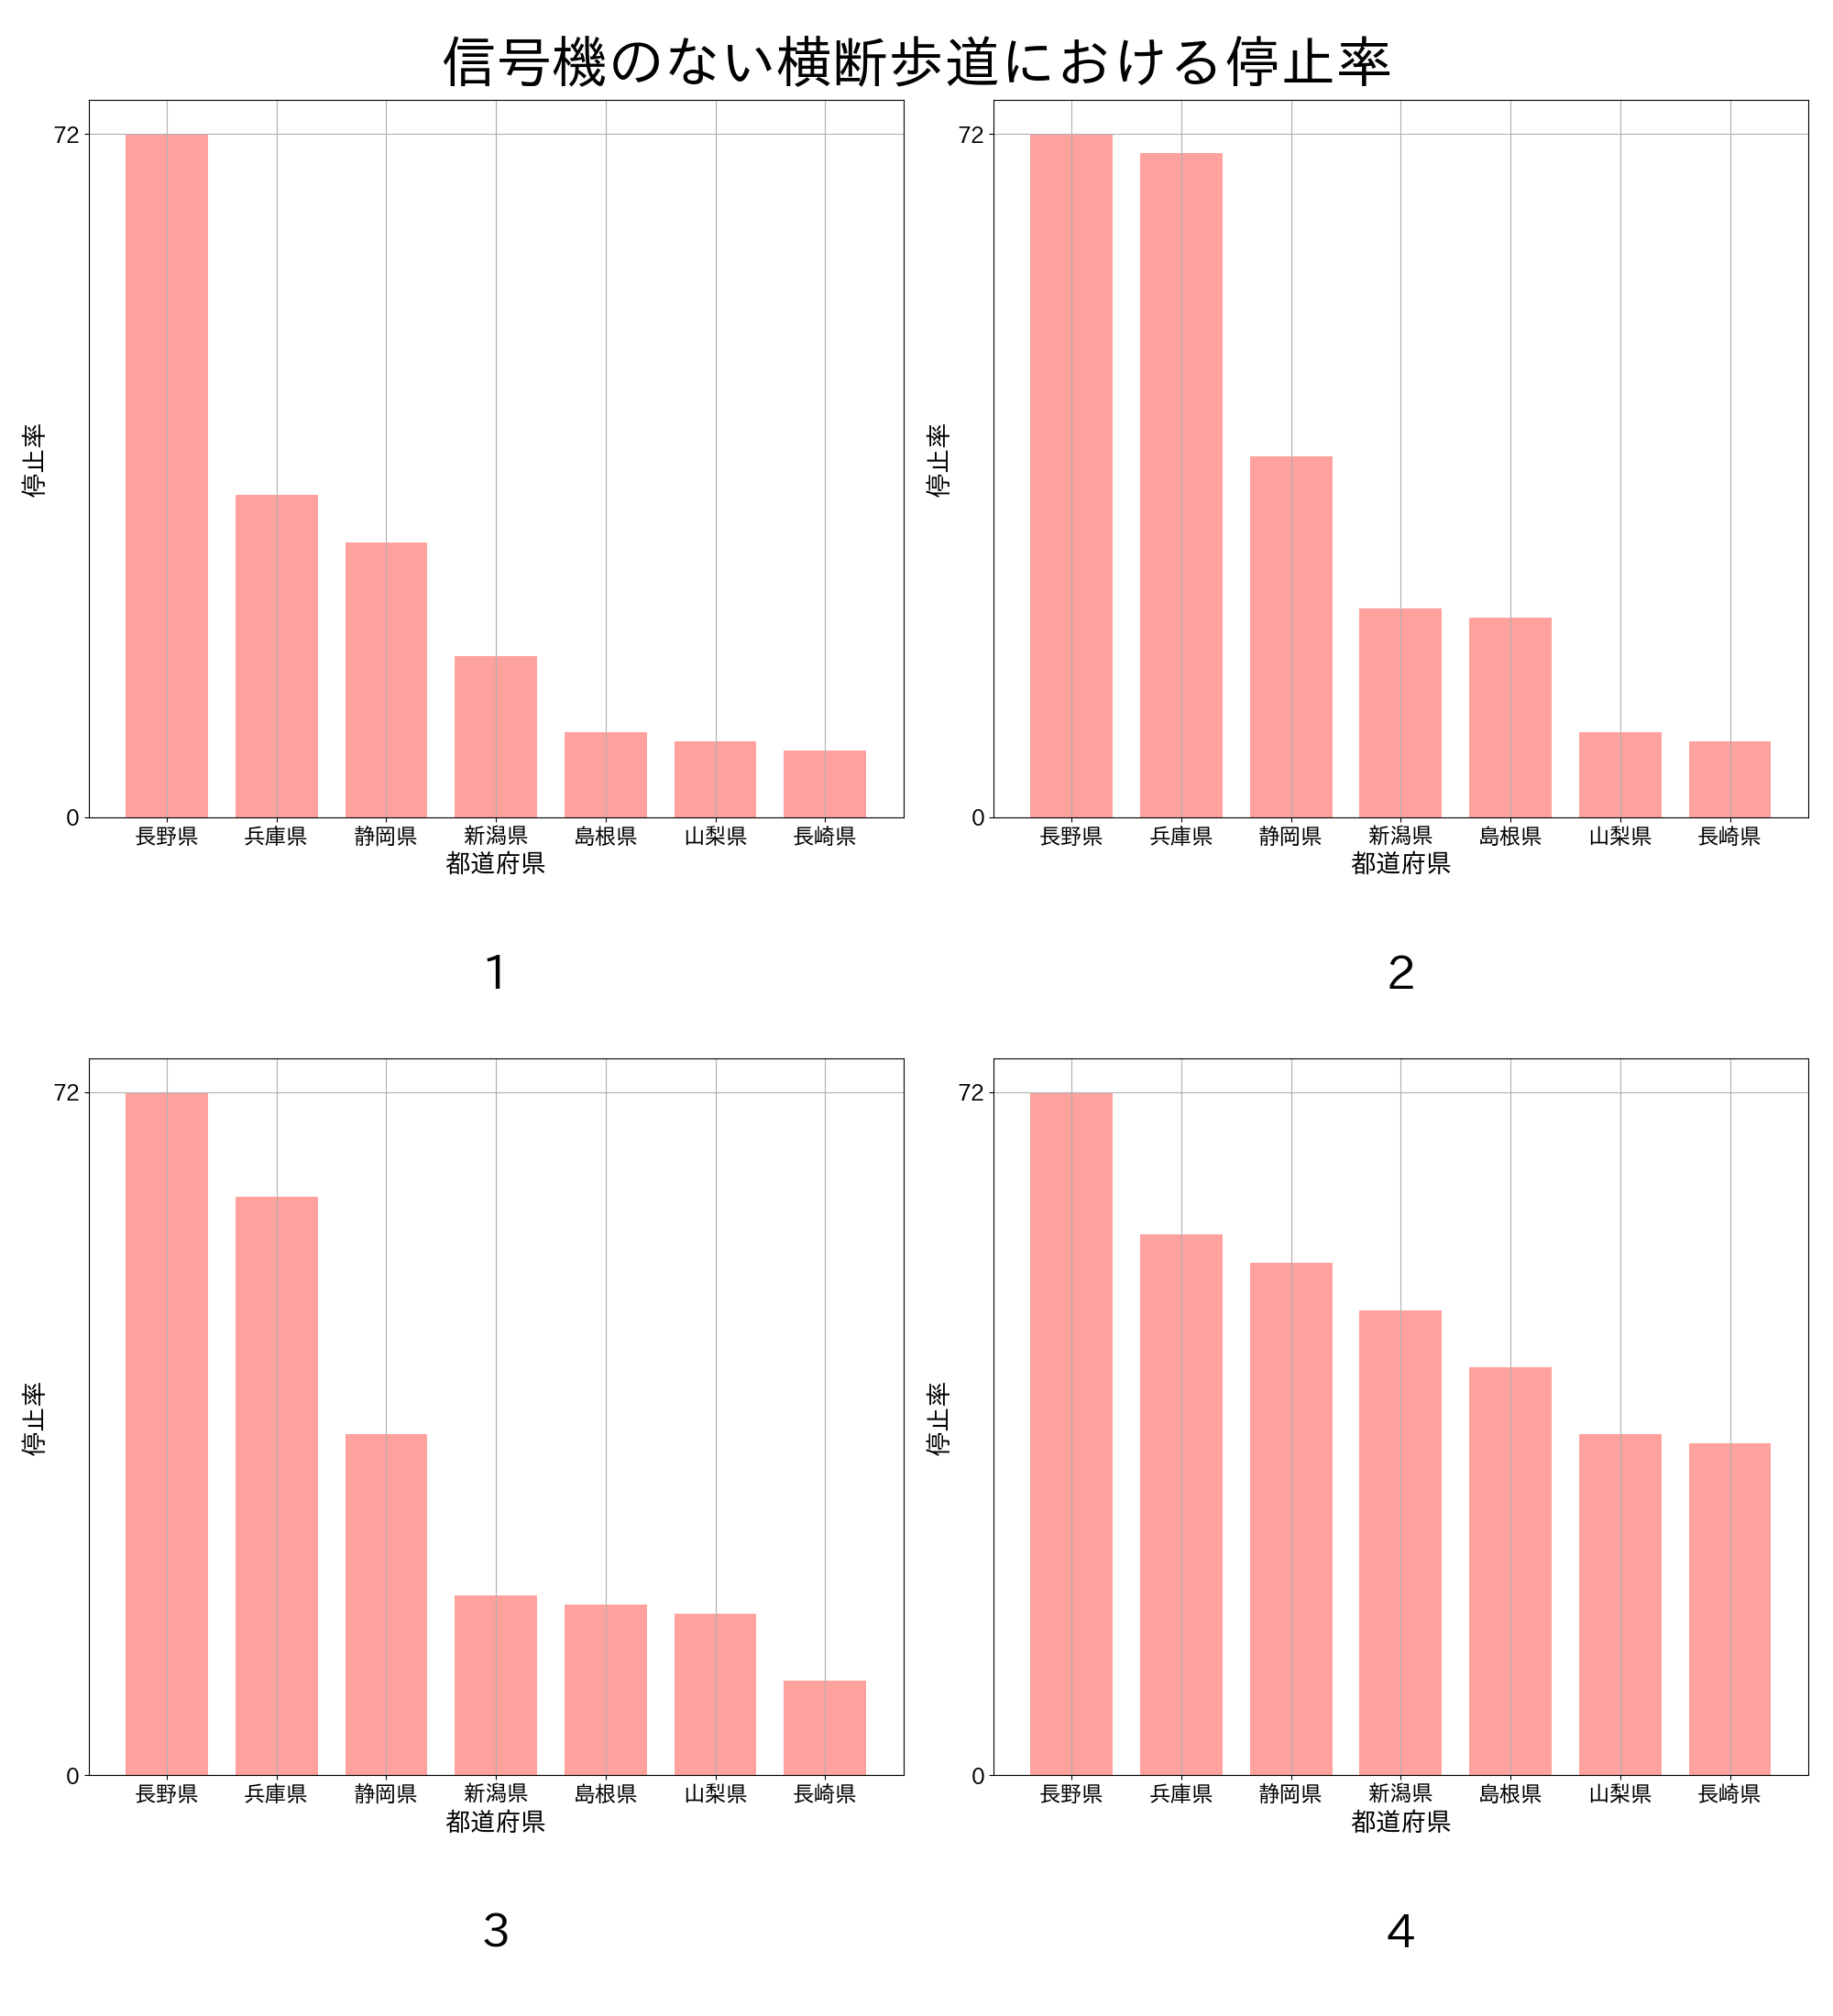 信号機のない横断歩道における停止率
72
停止率
0
長野県 兵庫県 静岡県 新潟県 島根県 山梨県 長崎県
都道府県
1
72
停止率
0
長野県 兵庫県 静岡県 新潟県 島根県 山梨県 長崎県
都道府県
2
72
停止率
0
長野県 兵庫県 静岡県 新潟県 島根県 山梨県 長崎県
都道府県
3
72
停止率
0
長野県 兵庫県 静岡県 新潟県 島根県 山梨県 長崎県
都道府県
4